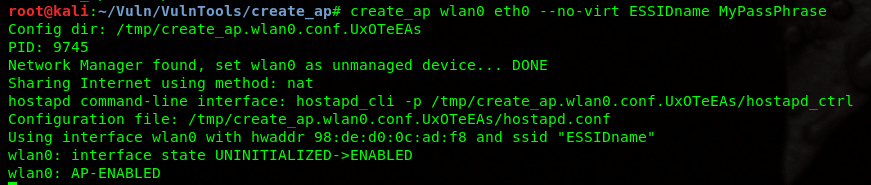 root@kali:~/Vuln/VulnTools/create_ap# create_ap wlan0 eth0 --no-virt ESSIDname MyPassPhrase
Config dir: /tmp/create_ap.wlan0.conf.UxOTeEAs
PID: 9745
Network Manager found, set wlan0 as unmanaged device... DONE
Sharing Internet using method: nat
hostapd command-line interface: hostapd_cli -p /tmp/create_ap.wlan0.conf.UxOTeEAs/hostapd_ctrl
Configuration file: /tmp/create_ap.wlan0.conf.UxOTeEAs/hostapd.conf
Using interface wlan0 with hwaddr 98:de:d0:0c:ad:f8 and ssid "ESSIDname"
wlan0: interface state UNINITIALIZED->ENABLED
wlan0: AP-ENABLED